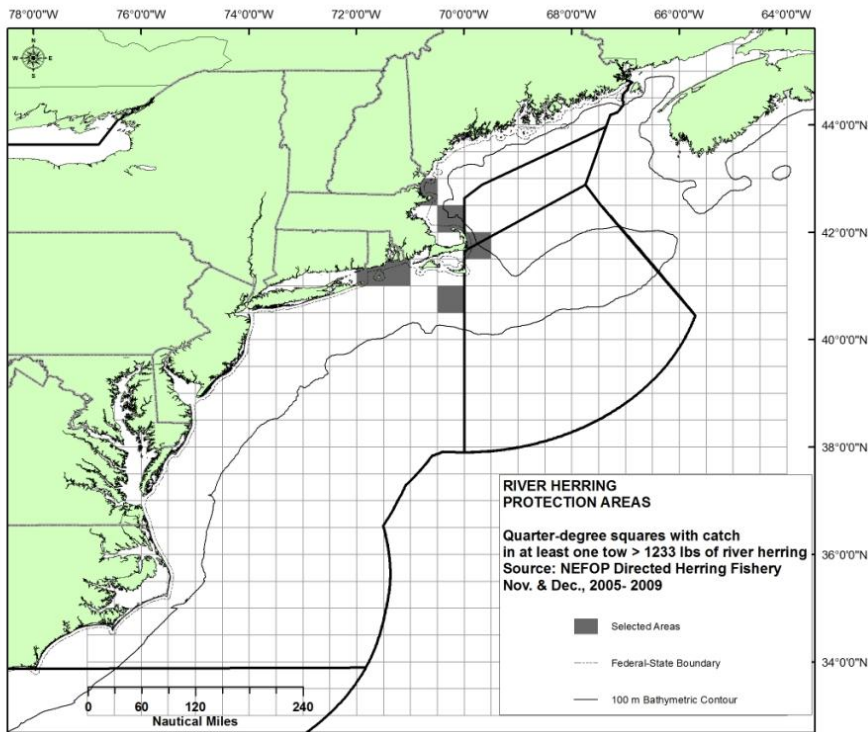 78°0'0"W 76°0'0"W 74°0'0"W 72°0'0"W 70°0'0"W 68°0'0"W 66°0'0"W 64°0'0"W
N
W E
S
44°0'0"N
42°0'0"N
40°0'0"N
38°0'0"N
36°0'0"N
34°0'0"N
RIVER HERRING
PROTECTION AREAS
Quarter-degree squares with catch
in at least one tow > 1233 lbs of river herring
Source: NEFOP Directed Herring Fishery
Nov. & Dec., 2005- 2009
Selected Areas
Federal-State Boundary
100 m Bathymetric Contour
0 60 120 240
Nautical Miles